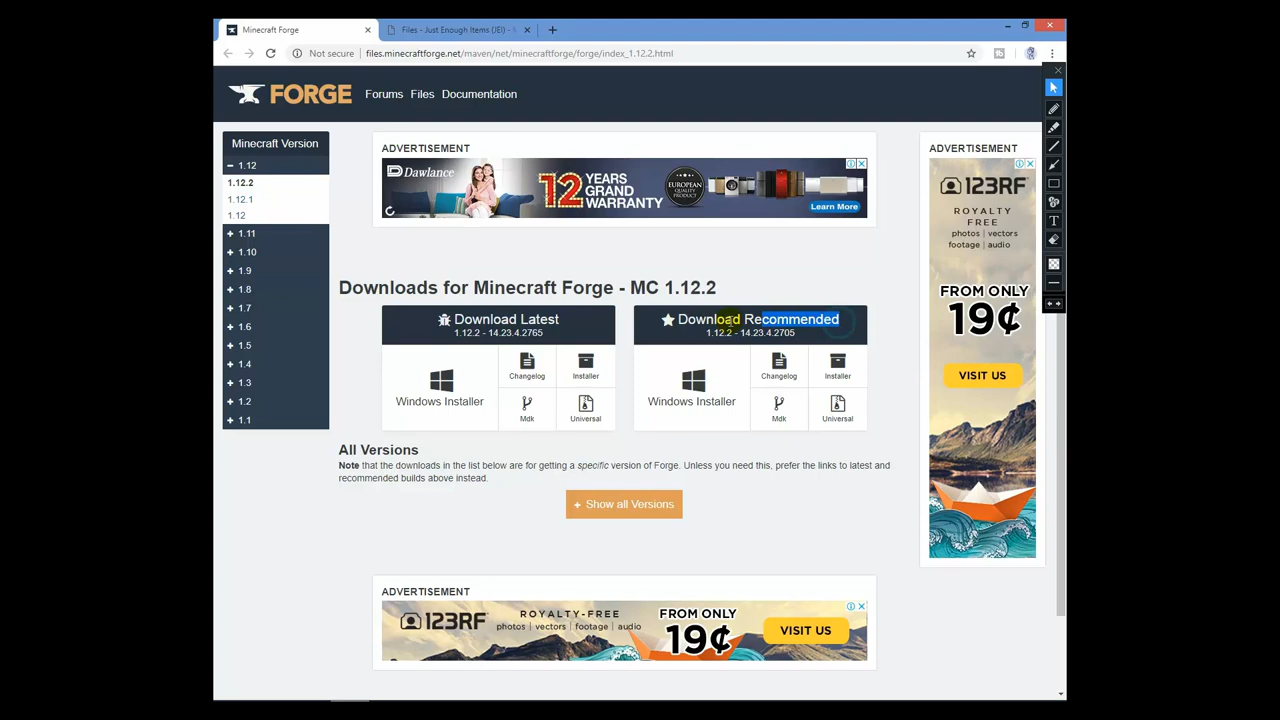 Minecraft Forge
Files - Just Enough Items (JEI) - M
Not secure
files.minecraftforge.net/maven/net/minecraftforge/forge/index_1.12.2.html
FORGE
Forums
Files
Documentation
Minecraft Version
1.12
1.12.2
1.12.1
1.12
1.11
1.10
1.9
1.8
1.7
1.6
1.5
1.4
1.3
1.2
1.1
ADVERTISEMENT
Dawlance
12 YEARS
GRAND
WARRANTY
EUROPEAN
QUALITY
PRODUCT
Learn More
Downloads for Minecraft Forge - MC 1.12.2
Download Latest
1.12.2 - 14.23.4.2765
Windows Installer
Changelog
Installer
Mdk
Universal
Download Recommended
1.12.2 - 14.23.4.2705
Windows Installer
Changelog
Installer
Mdk
Universal
All Versions
Note that the downloads in the list below are for getting a specific version of Forge. Unless you need this, prefer the links to latest and
recommended builds above instead.
+ Show all Versions
ADVERTISEMENT
123RF
ROYALTY-FREE
photos | vectors | footage | audio
FROM ONLY
19¢
VISIT US
ADVERTISEMENT
123RF
ROYALTY
FREE
photos | vectors
footage | audio
FROM ONLY
19¢
VISIT US
T